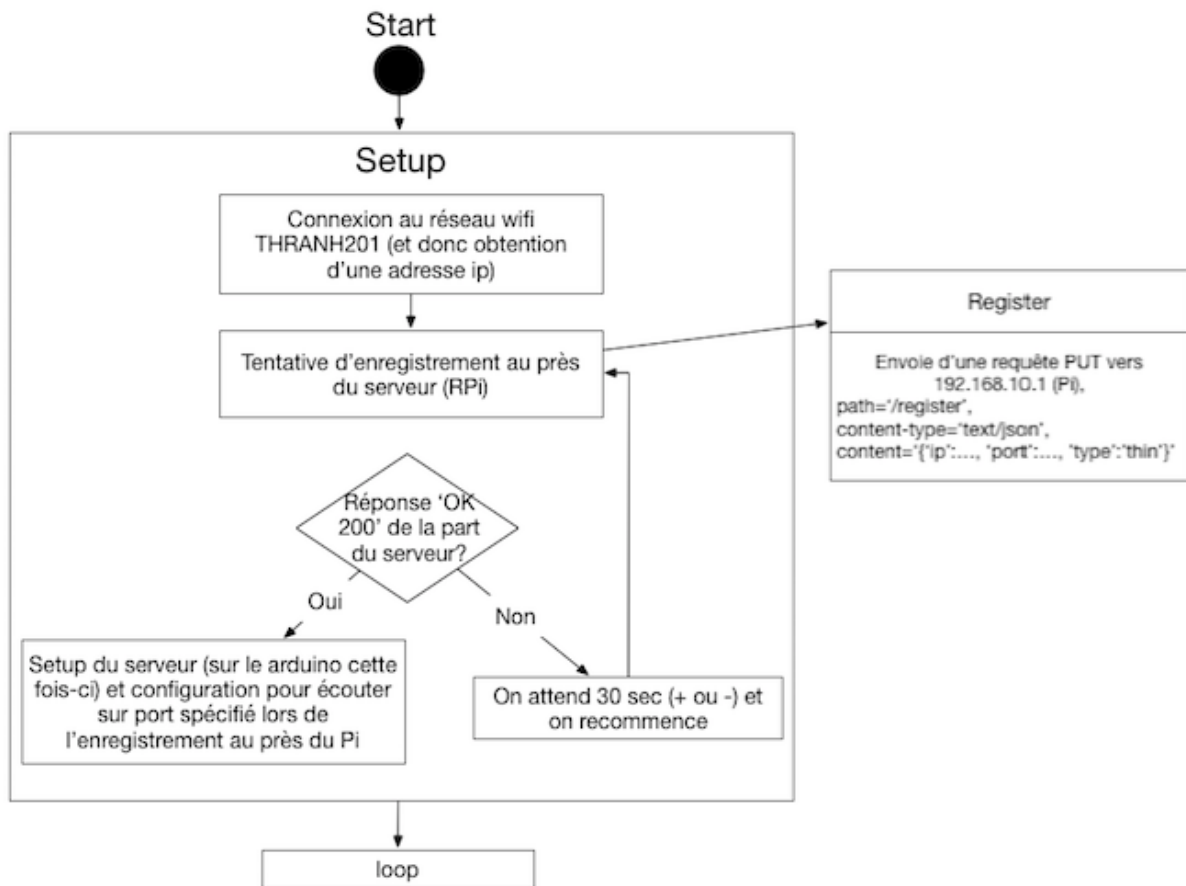 Start
Setup
Connexion au réseau wifi
THRANH201 (et donc obtention
d'une adresse ip)
Tentative d'enregistrement au près
du serveur (RPi)
Register
Envoie d'une requête PUT vers
192.168.10.1 (Pi),
path="/register",
content-type="text/json",
content="{"ip":..., "port":..., "type":"thin"}"
Réponse 'OK
200' de la part
du serveur?
Oui
Non
Setup du serveur (sur le arduino cette
fois-ci) et configuration pour écouter
sur port spécifié lors de
l'enregistrement au près du Pi
On attend 30 sec (+ ou -) et
on recommence
loop